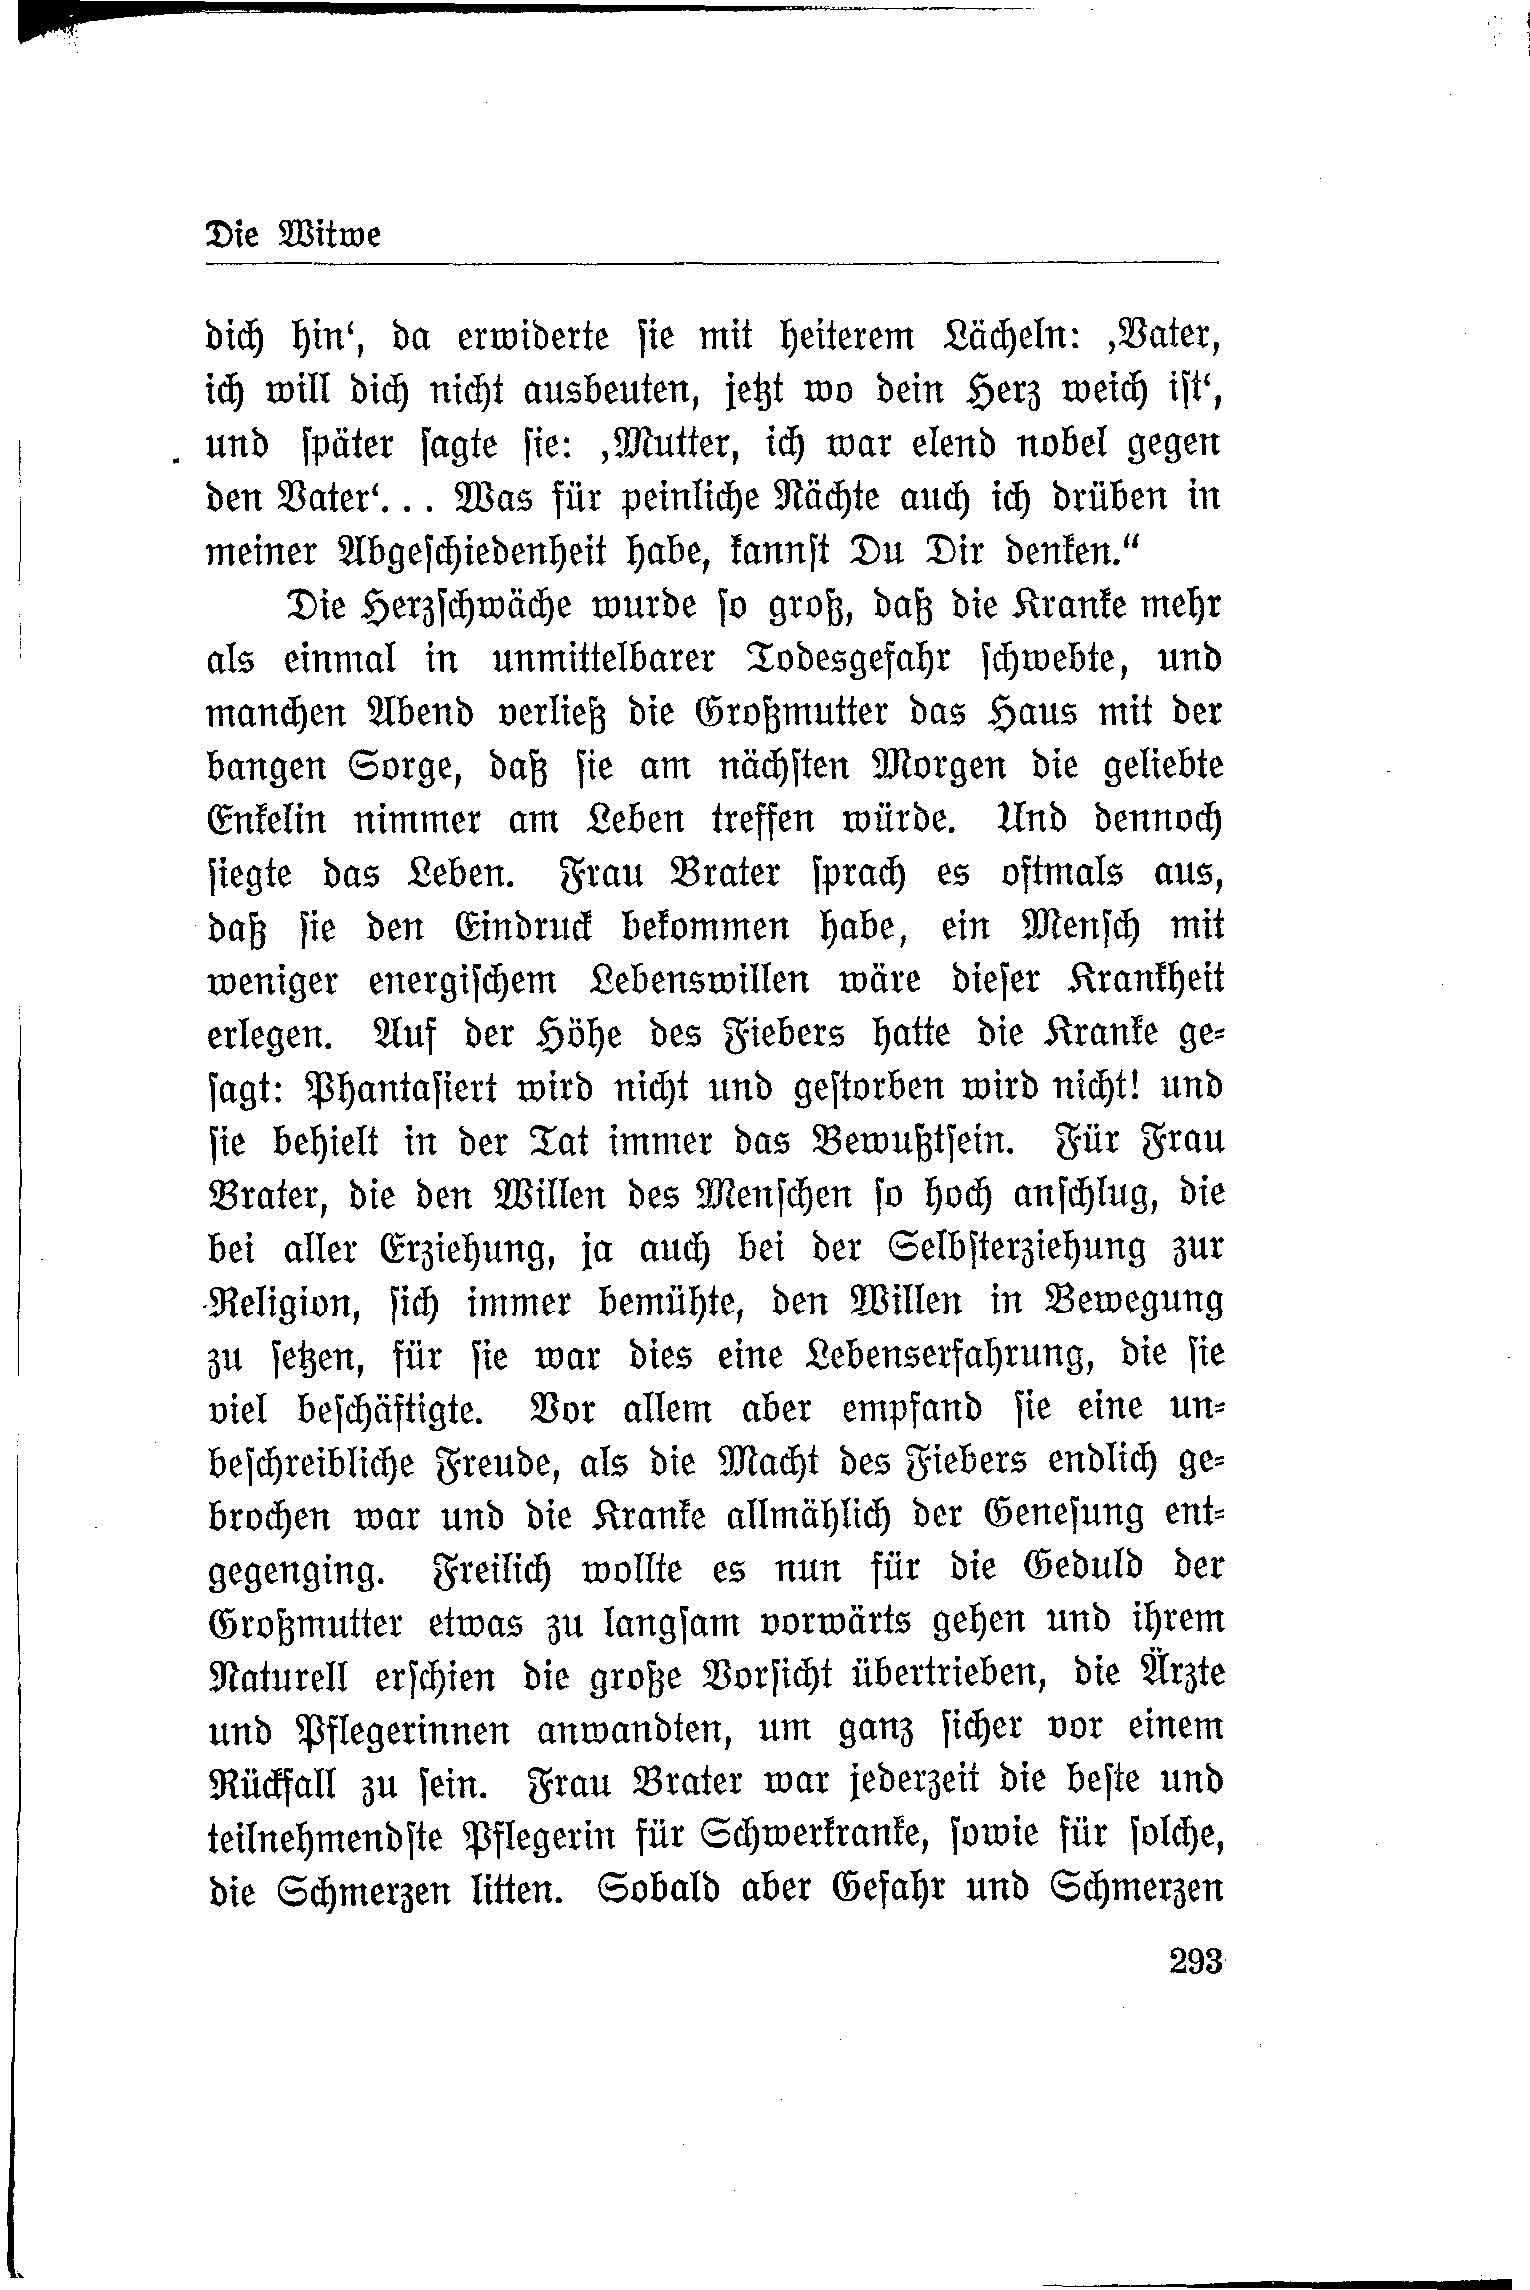 Die Witwe
dich hin‘, da erwiderte sie mit heiterem Lächeln: ‚Vater,
ich will dich nicht ausbeuten, jetzt wo dein Herz weich ist‘,
und später sagte sie: ‚Mutter, ich war elend nobel gegen
den Vater‘... Was für peinliche Nächte auch ich drüben in
meiner Abgeschiedenheit habe, kannst Du Dir denken.“
Die Herzschwäche wurde so groß, daß die Kranke mehr
als einmal in unmittelbarer Todesgefahr schwebte, und
manchen Abend verließ die Großmutter das Haus mit der
bangen Sorge, daß sie am nächsten Morgen die geliebte
Enkelin nimmer am Leben treffen würde. Und dennoch
siegte das Leben. Frau Brater sprach es oftmals aus,
daß sie den Eindruck bekommen habe, ein Mensch mit
weniger energischem Lebenswillen wäre dieser Krankheit
erlegen. Auf der Höhe des Fiebers hatte die Kranke ge-
sagt: Phantasiert wird nicht und gestorben wird nicht! und
sie behielt in der Tat immer das Bewußtsein. Für Frau
Brater, die den Willen des Menschen so hoch anschlug, die
bei aller Erziehung, ja auch bei der Selbsterziehung zur
Religion, sich immer bemühte, den Willen in Bewegung
zu setzen, für sie war dies eine Lebenserfahrung, die sie
viel beschäftigte. Vor allem aber empfand sie eine un-
beschreibliche Freude, als die Macht des Fiebers endlich ge-
brochen war und die Kranke allmählich der Genesung ent-
gegenging. Freilich wollte es nun für die Geduld der
Großmutter etwas zu langsam vorwärts gehen und ihrem
Naturell erschien die große Vorsicht übertrieben, die Ärzte
und Pflegerinnen anwandten, um ganz sicher vor einem
Rückfall zu sein. Frau Brater war jederzeit die beste und
teilnehmendste Pflegerin für Schwerkranke, sowie für solche,
die Schmerzen litten. Sobald aber Gefahr und Schmerzen
293